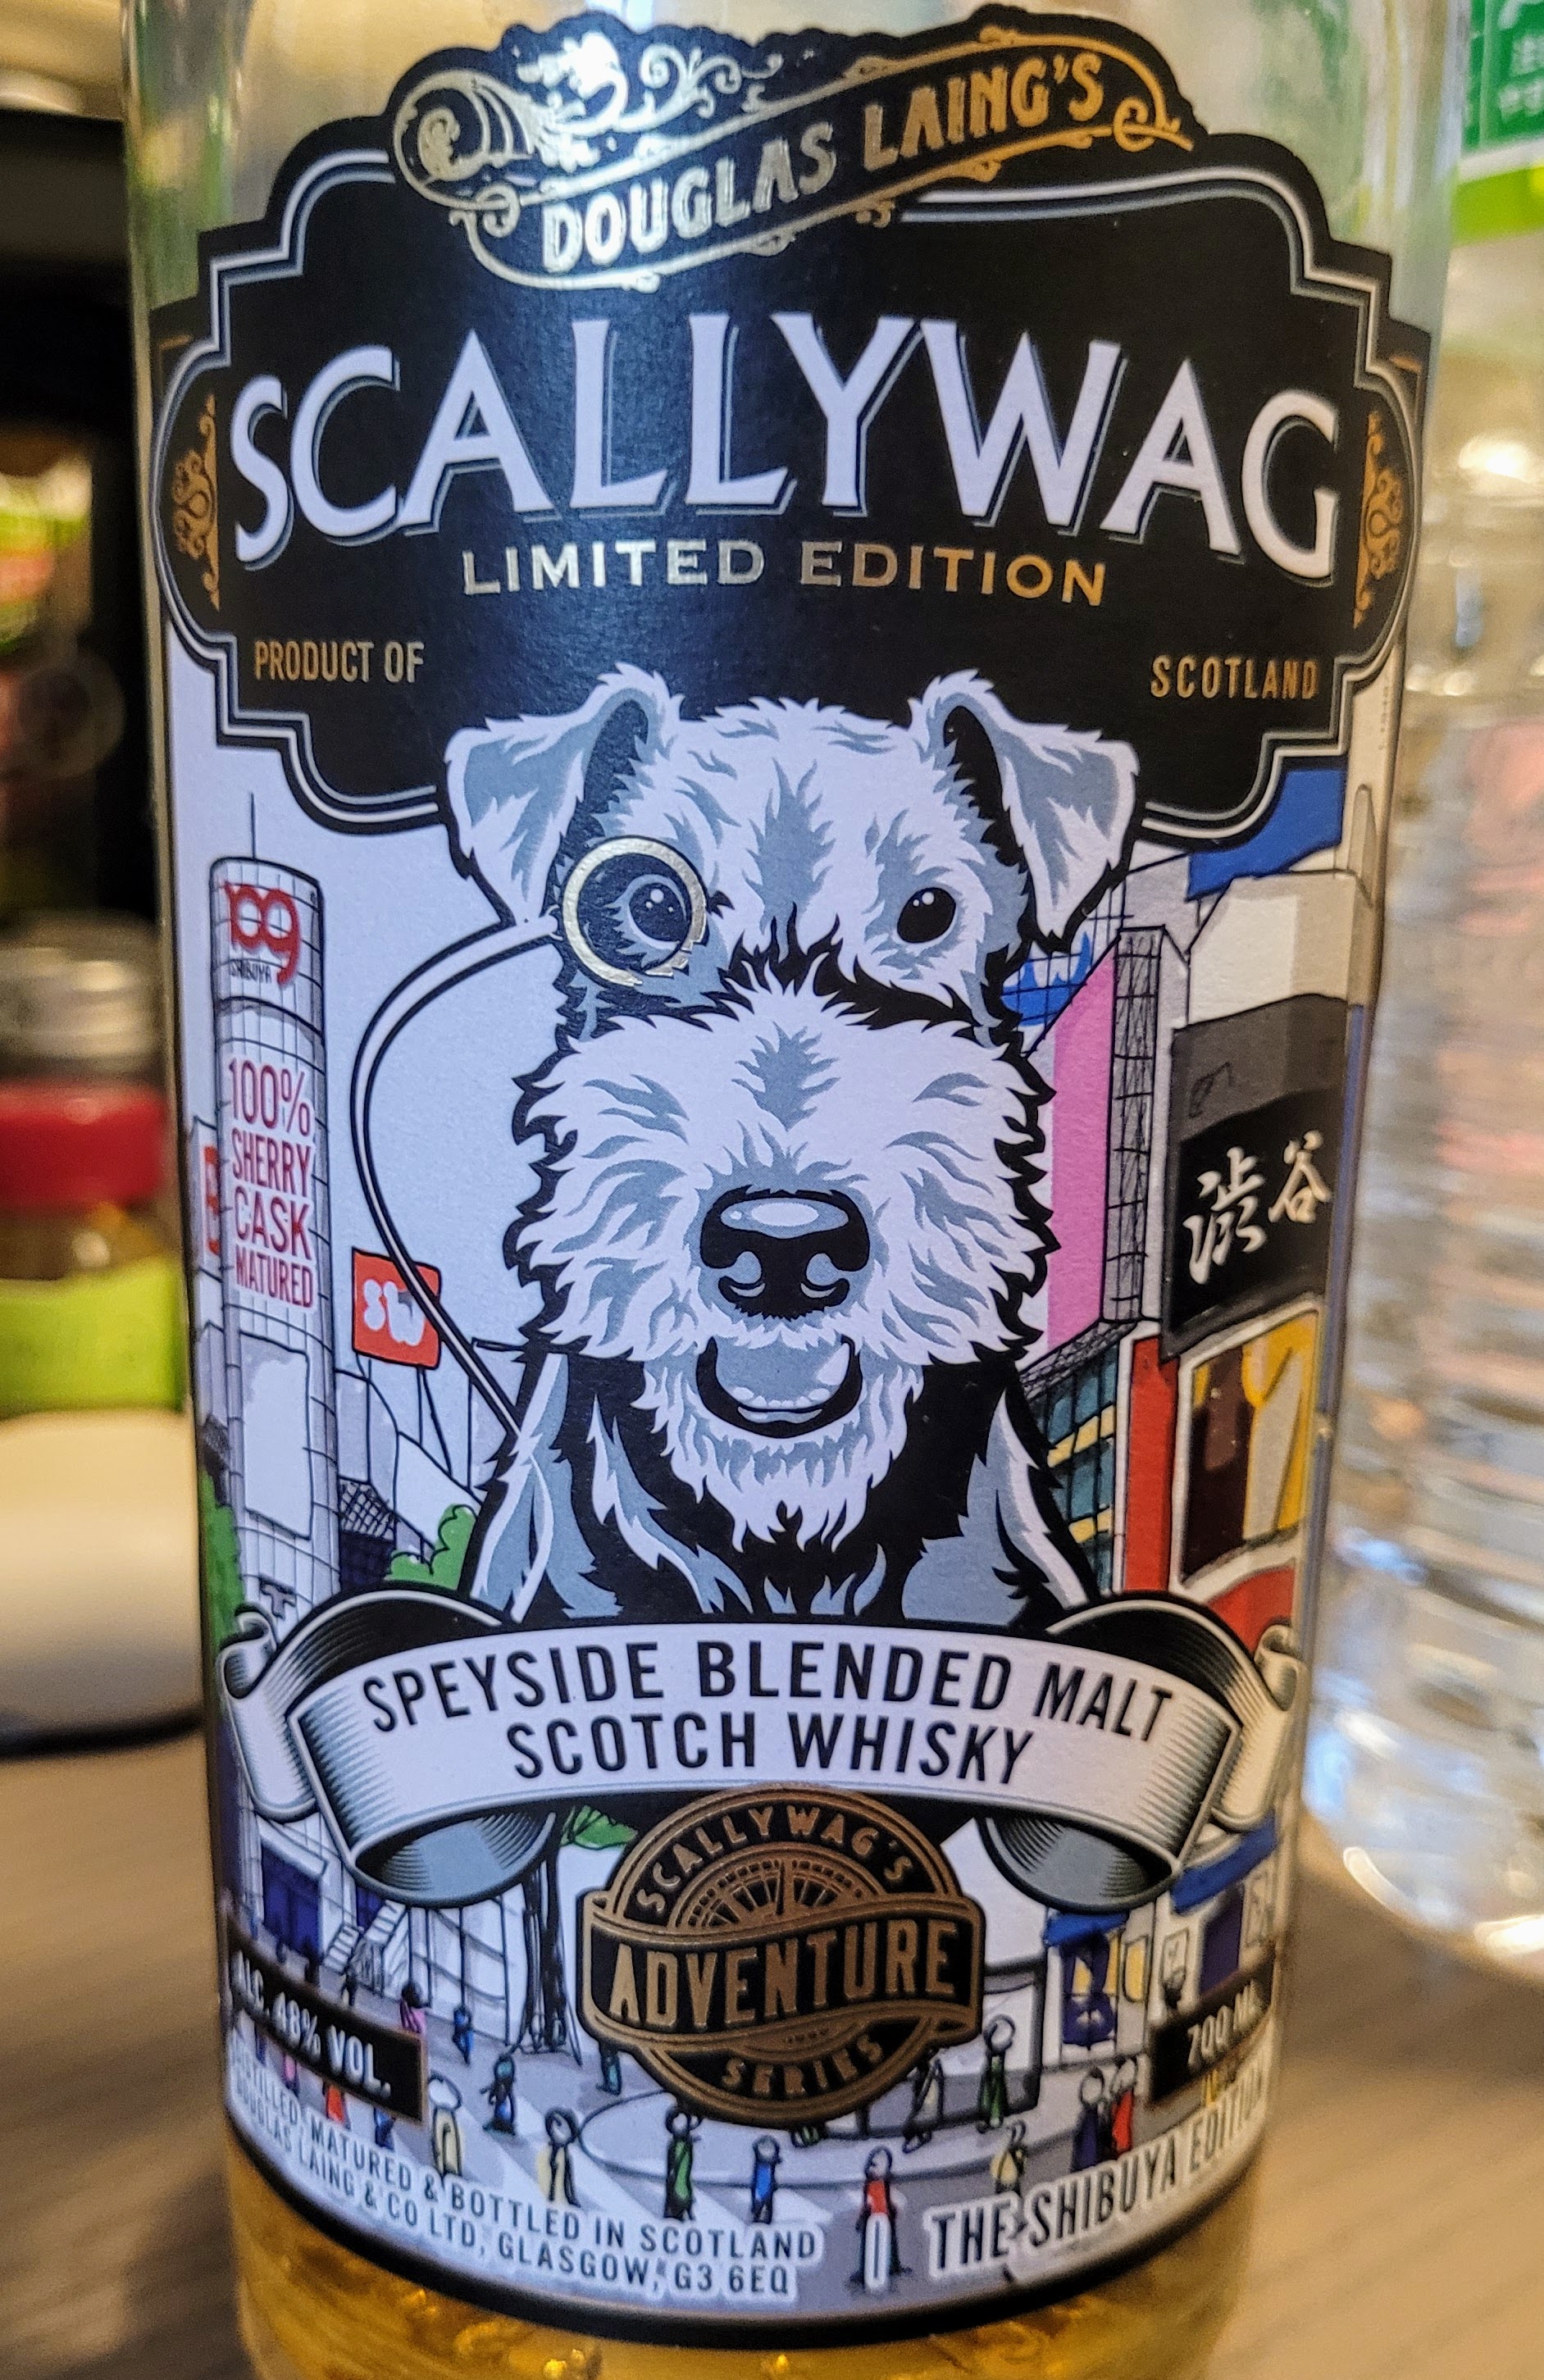 DOUGLAS LAING'S
SCALLYWAG
LIMITED EDITION
PRODUCT OF
SCOTLAND
109
SHIBUYA
100%
SHERRY
CASK
MATURED
SW
渋谷
SPEYSIDE BLENDED MALT
SCOTCH WHISKY
SCALLYWAG'S
ADVENTURE
SERIES
ALC. 48% VOL.
700 ML
DISTILLED, MATURED & BOTTLED IN SCOTLAND
DOUGLAS LAING & CO LTD, GLASGOW, G3 6EQ
THE SHIBUYA EDITION